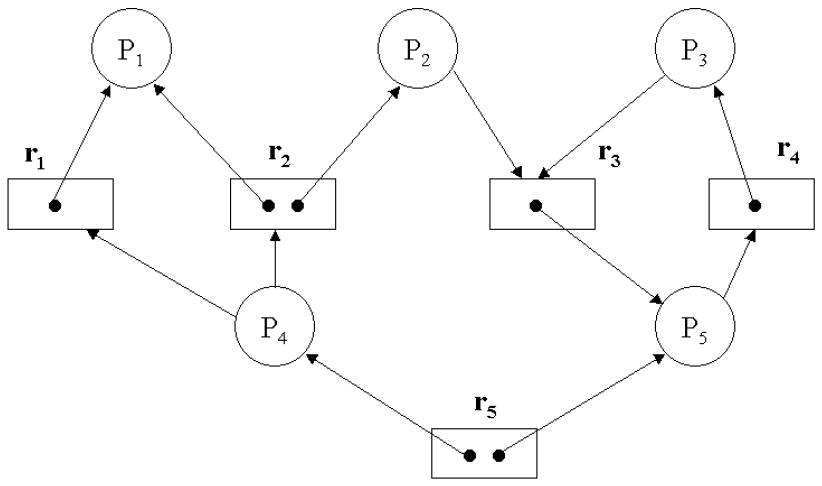 P₁
P₂
P₃
r₁
r₂
r₃
r₄
P₄
P₅
r₅